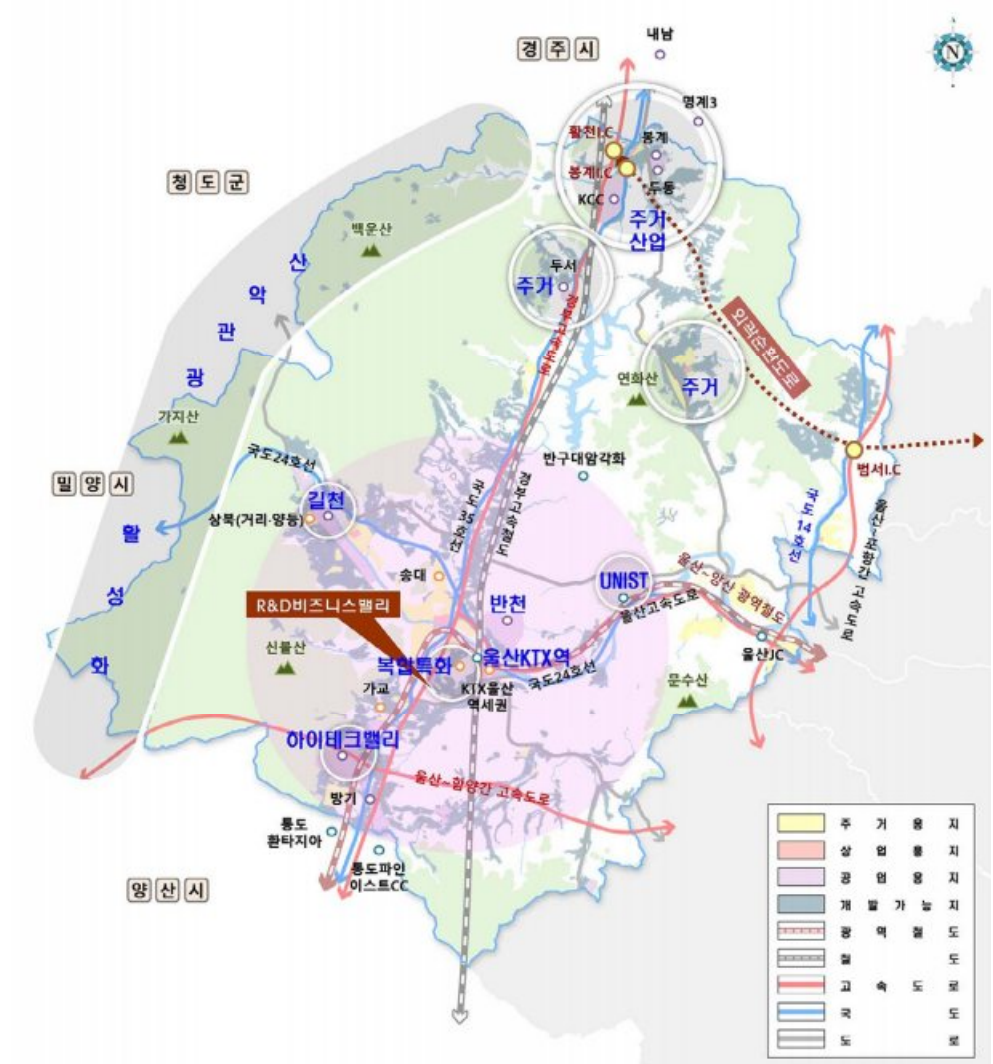 내남
경주시
N
명계3
활천I.C
봉계
봉계I.C
두동
KCC
주거
산업
청도군
백운산
산
악
관
광
활
성
화
두서
주거
경부고속도로
외곽순환도로
연화산
주거
가지산
국도24호선
밀양시
반구대암각화
범서I.C
길천
상북(거리·양등)
국도35호선
경부고속철도
국도14호선
울산~포항간 고속도로
송대
UNIST
울산~양산 광역철도
R&D비즈니스밸리
반천
울산고속도로
울산JC
신불산
복합특화
울산KTX역
국도24호선
가교
KTX울산
역세권
문수산
하이테크밸리
울산~함양간 고속도로
방기
통도
환타지아
통도파인
이스트CC
양산시
주거용지
상업용지
공업용지
개발가능지
광역철도
철도
고속도로
국도
도로